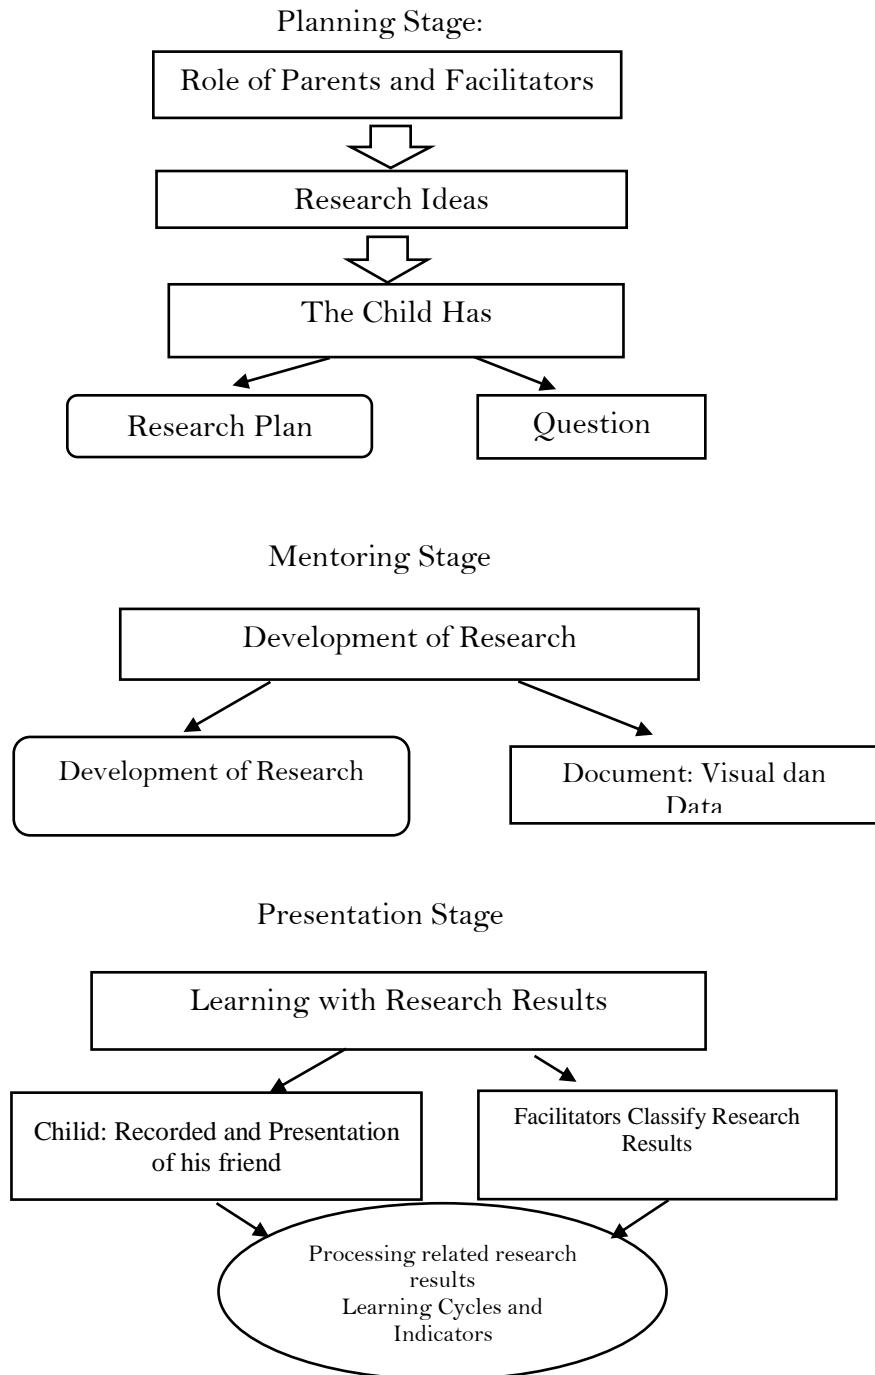 Planning Stage:
Role of Parents and Facilitators
Research Ideas
The Child Has
Research Plan
Question
Mentoring Stage
Development of Research
Development of Research
Document: Visual dan
Data
Presentation Stage
Learning with Research Results
Chilid: Recorded and Presentation
of his friend
Facilitators Classify Research
Results
Processing related research
results
Learning Cycles and
Indicators